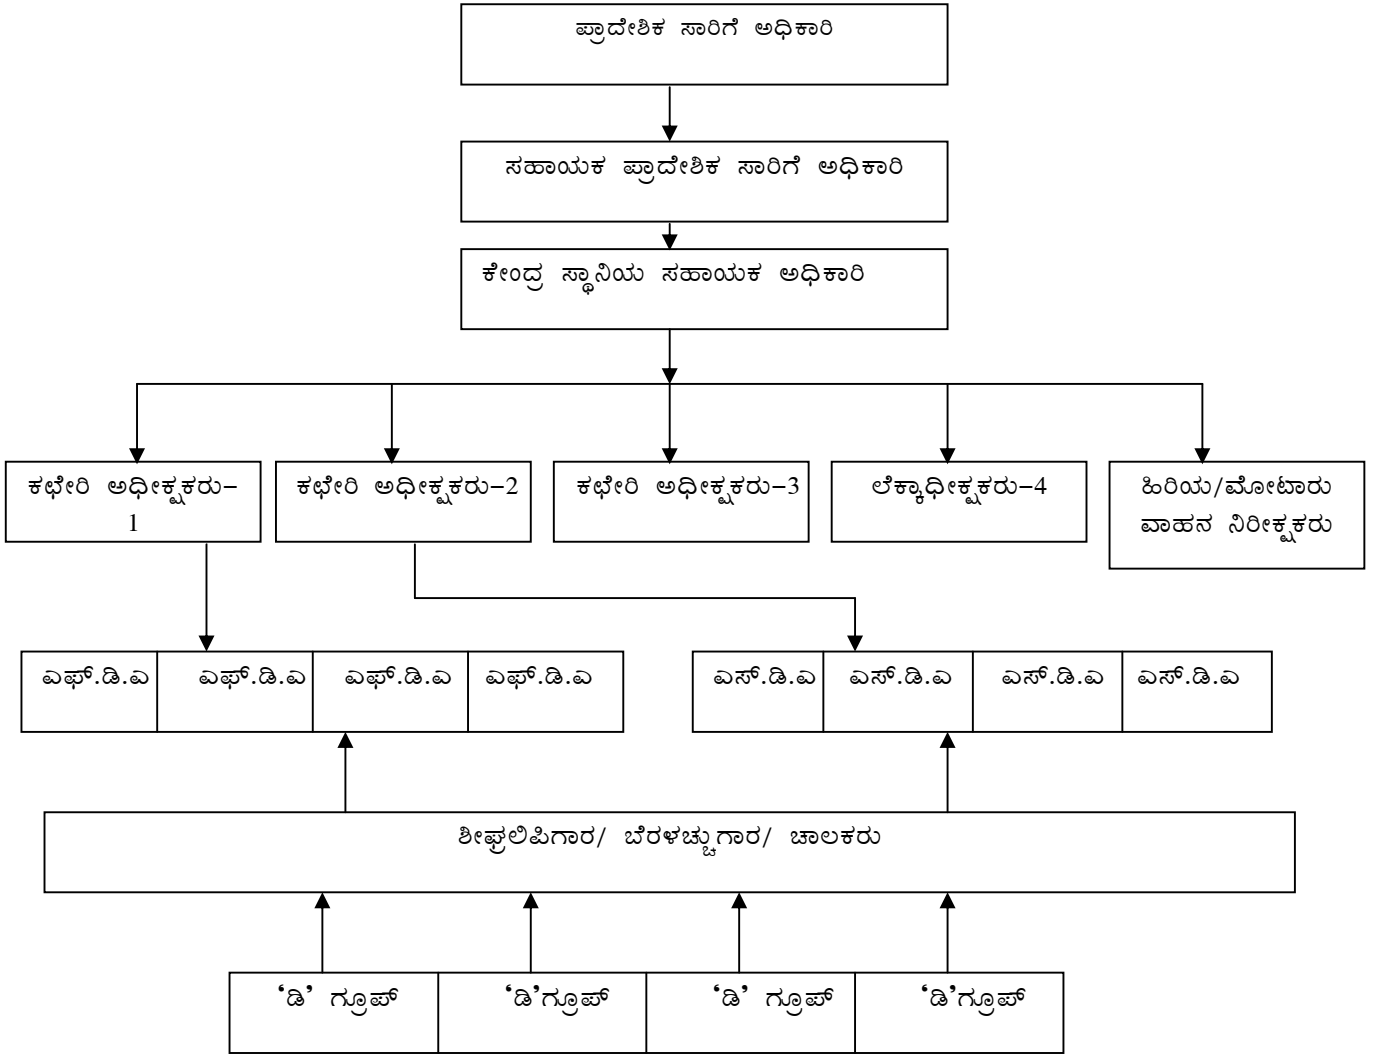 ಪ್ರಾದೇಶಿಕ ಸಾರಿಗೆ ಅಧಿಕಾರಿ
ಸಹಾಯಕ ಪ್ರಾದೇಶಿಕ ಸಾರಿಗೆ ಅಧಿಕಾರಿ
ಕೇಂದ್ರ ಸ್ಥಾನಿಯ ಸಹಾಯಕ ಅಧಿಕಾರಿ
ಕಛೇರಿ ಅಧೀಕ್ಷಕರು-
1
ಕಛೇರಿ ಅಧೀಕ್ಷಕರು-2
ಕಛೇರಿ ಅಧೀಕ್ಷಕರು-3
ಲೆಕ್ಕಾಧೀಕ್ಷಕರು-4
ಹಿರಿಯ/ಮೋಟಾರು
ವಾಹನ ನಿರೀಕ್ಷಕರು
ಎಫ್.ಡಿ.ಎ
ಎಫ್.ಡಿ.ಎ
ಎಫ್.ಡಿ.ಎ
ಎಫ್.ಡಿ.ಎ
ಎಸ್.ಡಿ.ಎ
ಎಸ್.ಡಿ.ಎ
ಎಸ್.ಡಿ.ಎ
ಎಸ್.ಡಿ.ಎ
ಶೀಘ್ರಲಿಪಿಗಾರ/ ಬೆರಳಚ್ಚುಗಾರ/ ಚಾಲಕರು
‘ಡಿ’ ಗ್ರೂಪ್
‘ಡಿ’ಗ್ರೂಪ್
‘ಡಿ’ ಗ್ರೂಪ್
‘ಡಿ’ಗ್ರೂಪ್